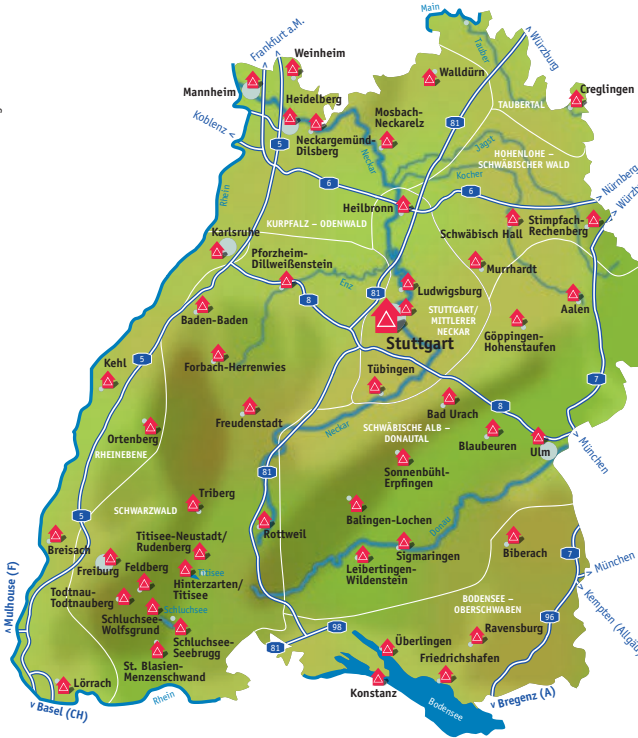 Main
Tauber
> Würzburg
> Frankfurt a.M.
Weinheim
Walldürn
Creglingen
Mannheim
Heidelberg
TAUBERTAL
Koblenz <
Neckargemünd-
Dilsberg
Mosbach-
Neckarelz
81
5
Neckar
Jagst
HOHENLOHE –
SCHWÄBISCHER WALD
Kocher
6
6
> Nürnberg
Rhein
Heilbronn
KURPFALZ – ODENWALD
Schwäbisch Hall
Stimpfach-
Rechenberg
Karlsruhe
Pforzheim-
Dillweißenstein
Murrhardt
Enz
81
Ludwigsburg
8
STUTTGART/
MITTLERER
NECKAR
Aalen
Baden-Baden
Göppingen-
Hohenstaufen
Stuttgart
Forbach-Herrenwies
5
Kehl
Tübingen
7
Bad Urach
8
Freudenstadt
Neckar
SCHWÄBISCHE ALB –
DONAUTAL
Blaubeuren
Ulm
> München
Ortenberg
RHEINEBENE
Sonnenbühl-
Erpfingen
81
Triberg
SCHWARZWALD
5
Balingen-Lochen
Rottweil
Donau
Breisach
Titisee-Neustadt/
Rudenberg
Sigmaringen
Biberach
7
Freiburg
Feldberg
Titisee
Hinterzarten/
Titisee
Leibertingen-
Wildenstein
> München
Todtnau-
Todtnauberg
Schluchsee
Schluchsee-
Wolfsgrund
BODENSEE –
OBERSCHWABEN
96
> Kempten (Allgäu
< Mulhouse (F)
98
Ravensburg
Schluchsee-
Seebrugg
81
Überlingen
St. Blasien-
Menzenschwand
Friedrichshafen
Lörrach
Rhein
Konstanz
Bodensee
v Bregenz (A)
v Basel (CH)